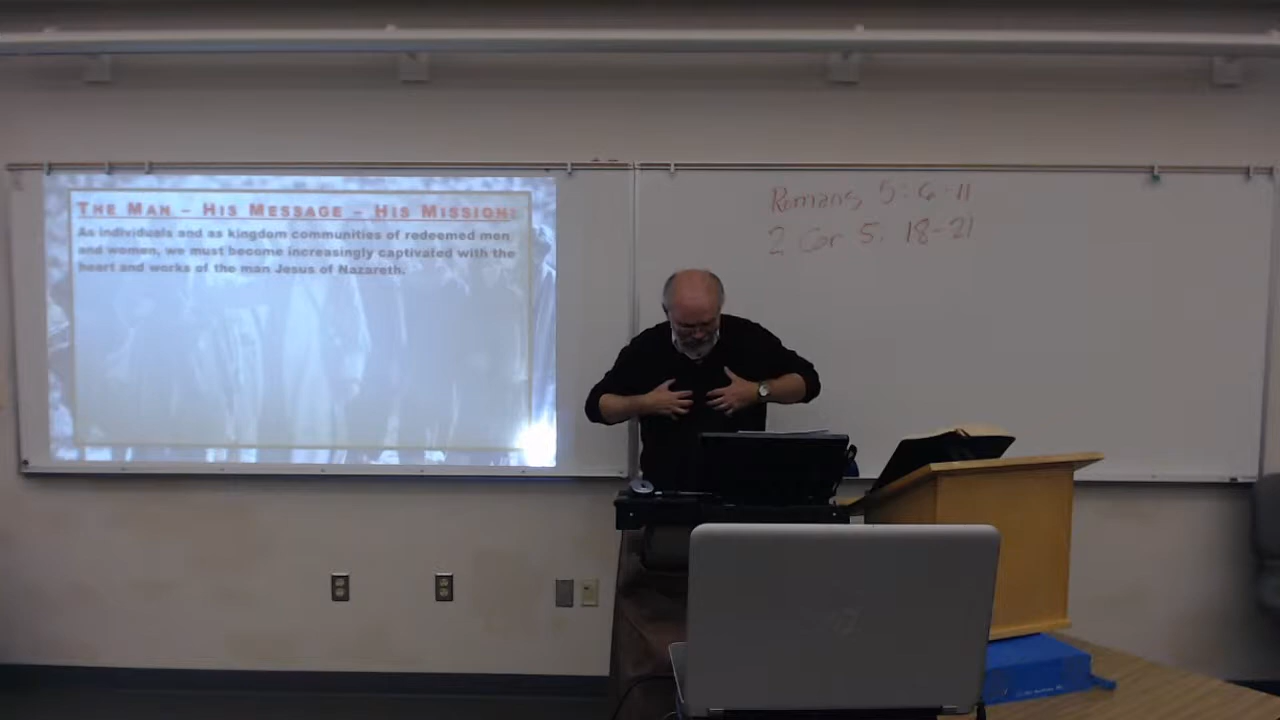 THE MAN – HIS MESSAGE – HIS MISSION:
As individuals and as kingdom communities of redeemed men
and women, we must become increasingly captivated with the
heart and works of the man Jesus of Nazareth.
Romans 5:6-11
2 Cor 5:18-21